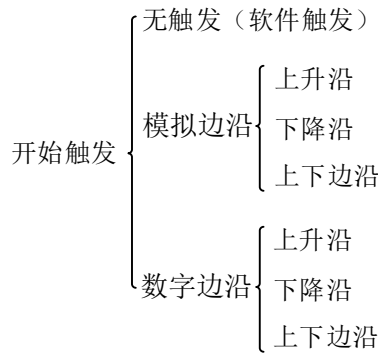 无触发（软件触发）
上升沿
模拟边沿
下降沿
开始触发
上下边沿
上升沿
数字边沿
下降沿
上下边沿